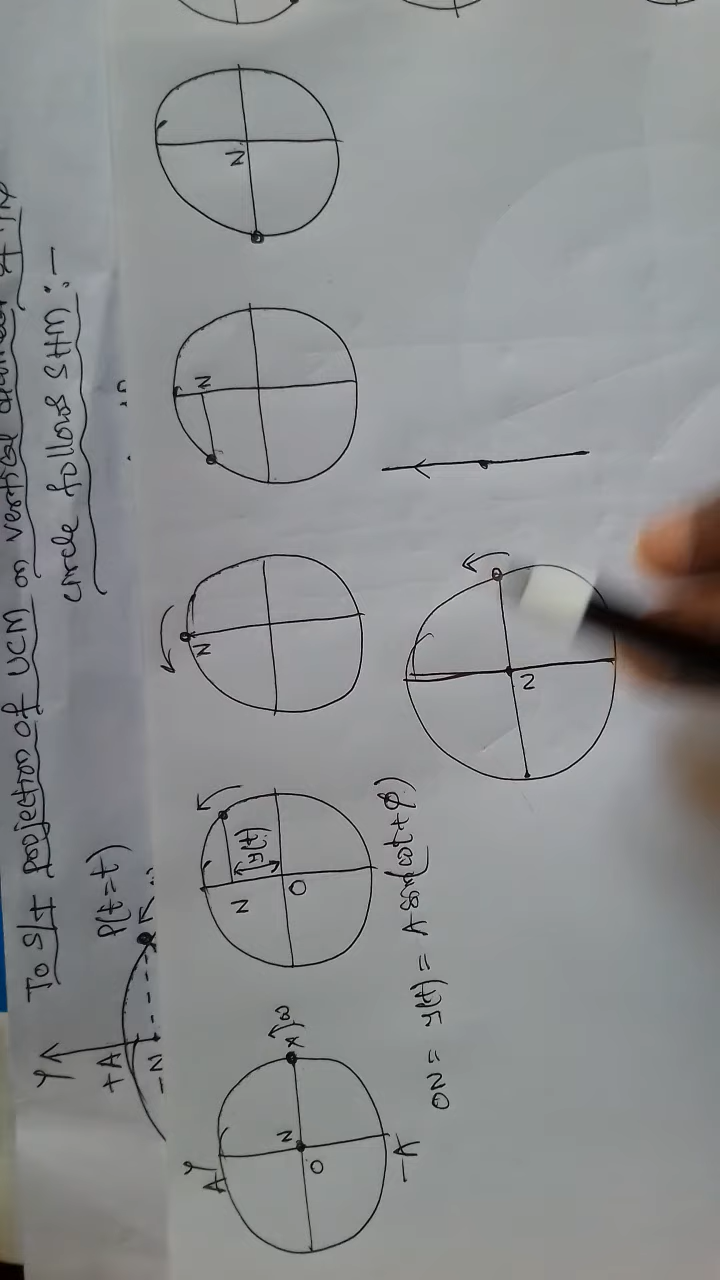 To S/t projection of UCM on vertical diameter of the
circle follows SHM :-
Y
+A
P(t=t)
-N
N
N
N
N
y(t)
O
N
ω
X
N
O
A
Y
-A
ON = y(t) = A sin(ωt+φ)